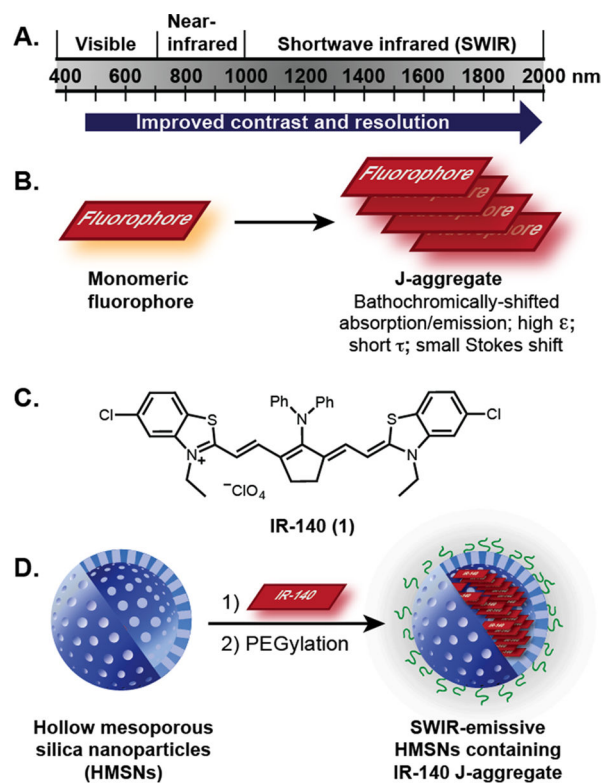 A.
Visible
Near-
infrared
Shortwave infrared (SWIR)
400 600 800 1000 1200 1400 1600 1800 2000 nm
Improved contrast and resolution
B.
Fluorophore
Fluorophore
Monomeric
fluorophore
J-aggregate
Bathochromically-shifted
absorption/emission; high ε;
short τ; small Stokes shift
C.
Cl
S
N+
Ph
N
Ph
S
N
Cl
⁻ClO₄
IR-140 (1)
D.
1) IR-140
2) PEGylation
IR-140
Hollow mesoporous
silica nanoparticles
(HMSNs)
SWIR-emissive
HMSNs containing
IR-140 J-aggregate